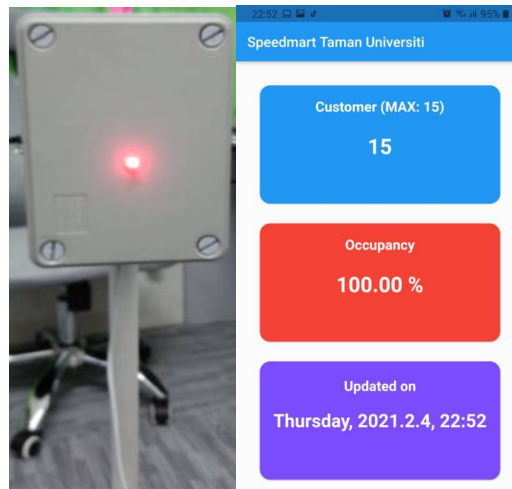 22:52
95%
Speedmart Taman Universiti
Customer (MAX: 15)
15
Occupancy
100.00 %
Updated on
Thursday, 2021.2.4, 22:52